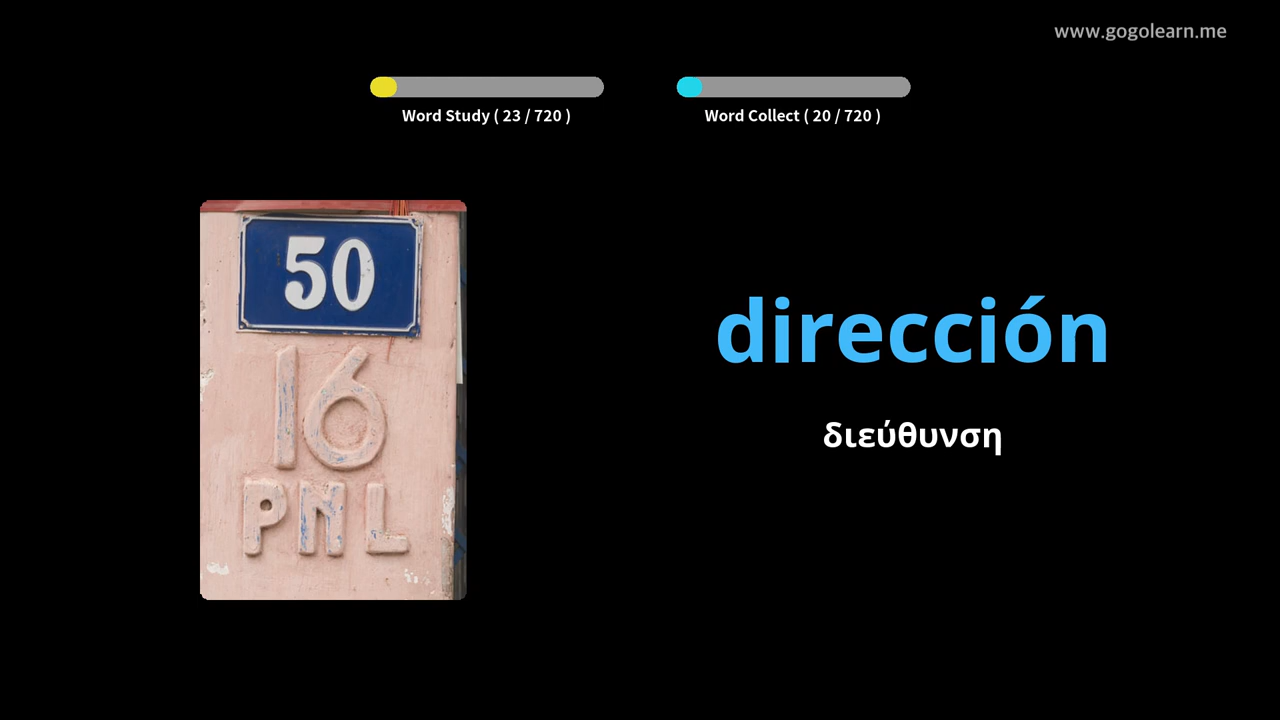 www.gogolearn.me
Word Study ( 23 / 720 )
Word Collect ( 20 / 720 )
50
16
PNL
dirección
διεύθυνση